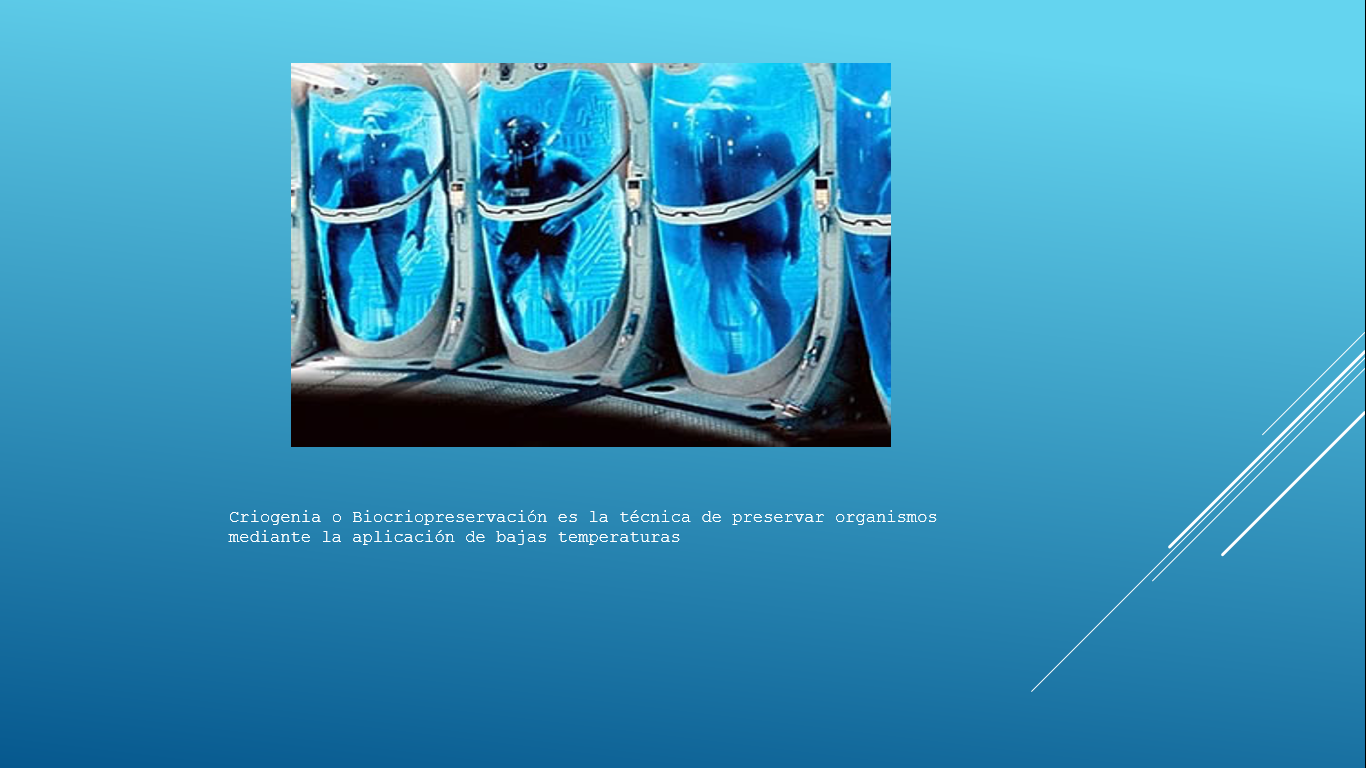 Criogenia o Biocriopreservación es la técnica de preservar organismos
mediante la aplicación de bajas temperaturas